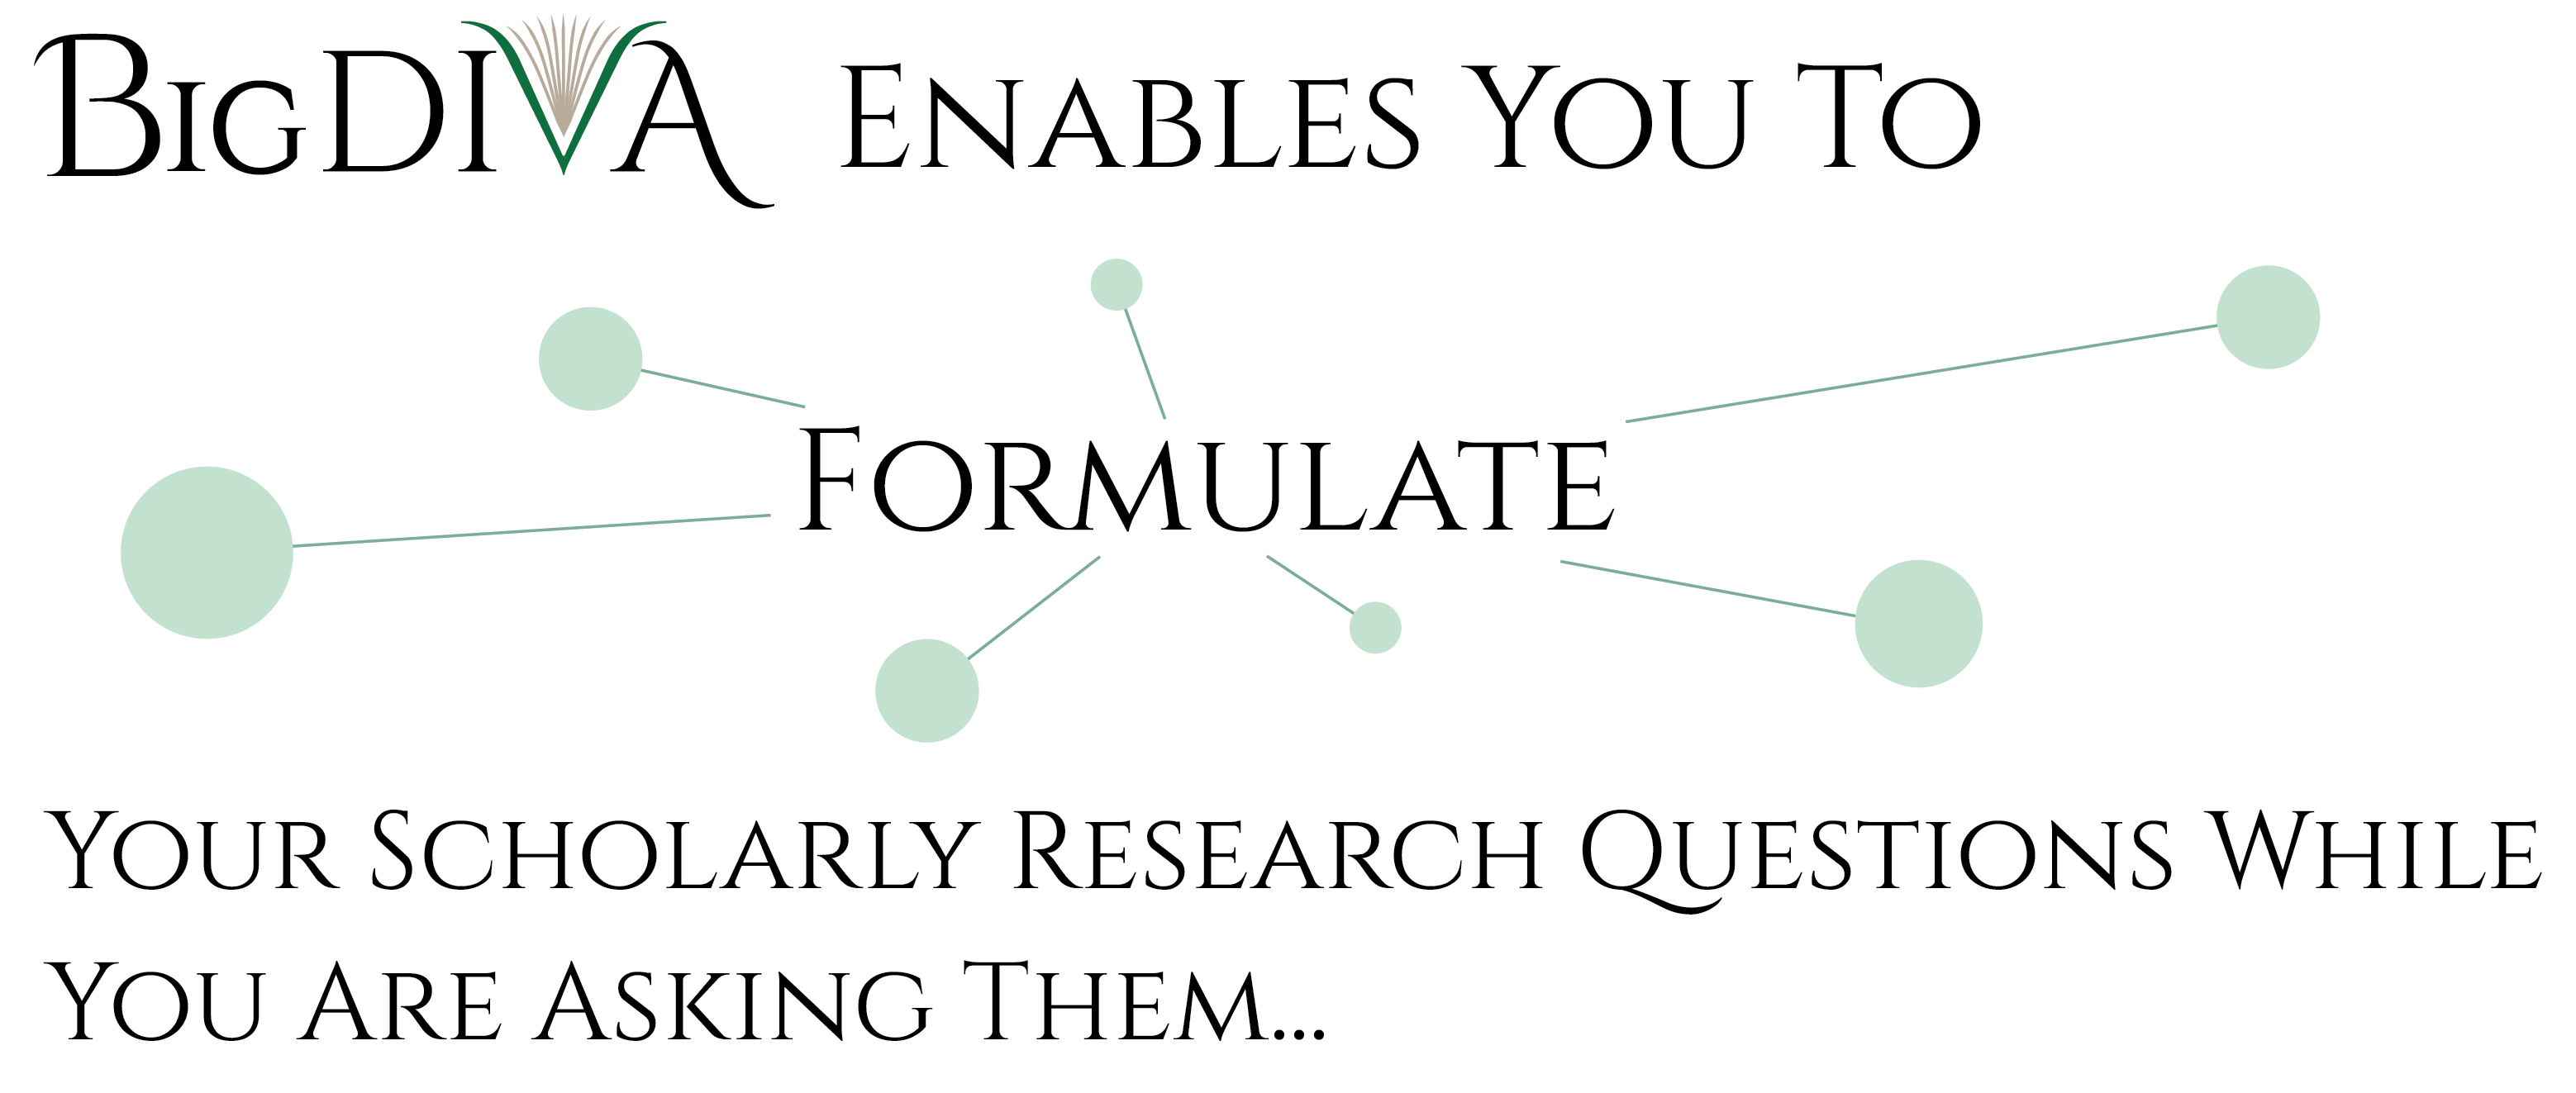 BigDIVA Enables You To
Formulate
Your Scholarly Research Questions While
You Are Asking Them...